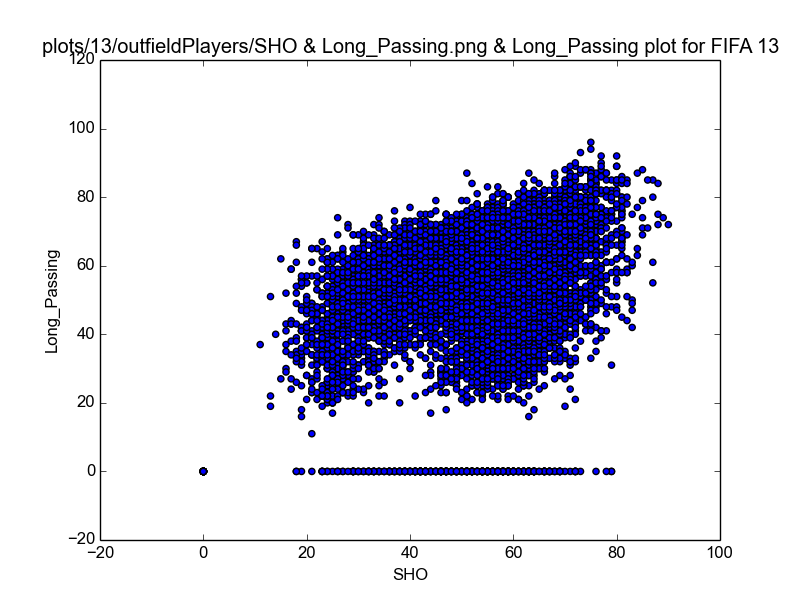 plots/13/outfieldPlayers/SHO & Long_Passing.png & Long_Passing plot for FIFA 13
120
100
80
60
40
20
0
−20
Long_Passing
−20 0 20 40 60 80 100
SHO